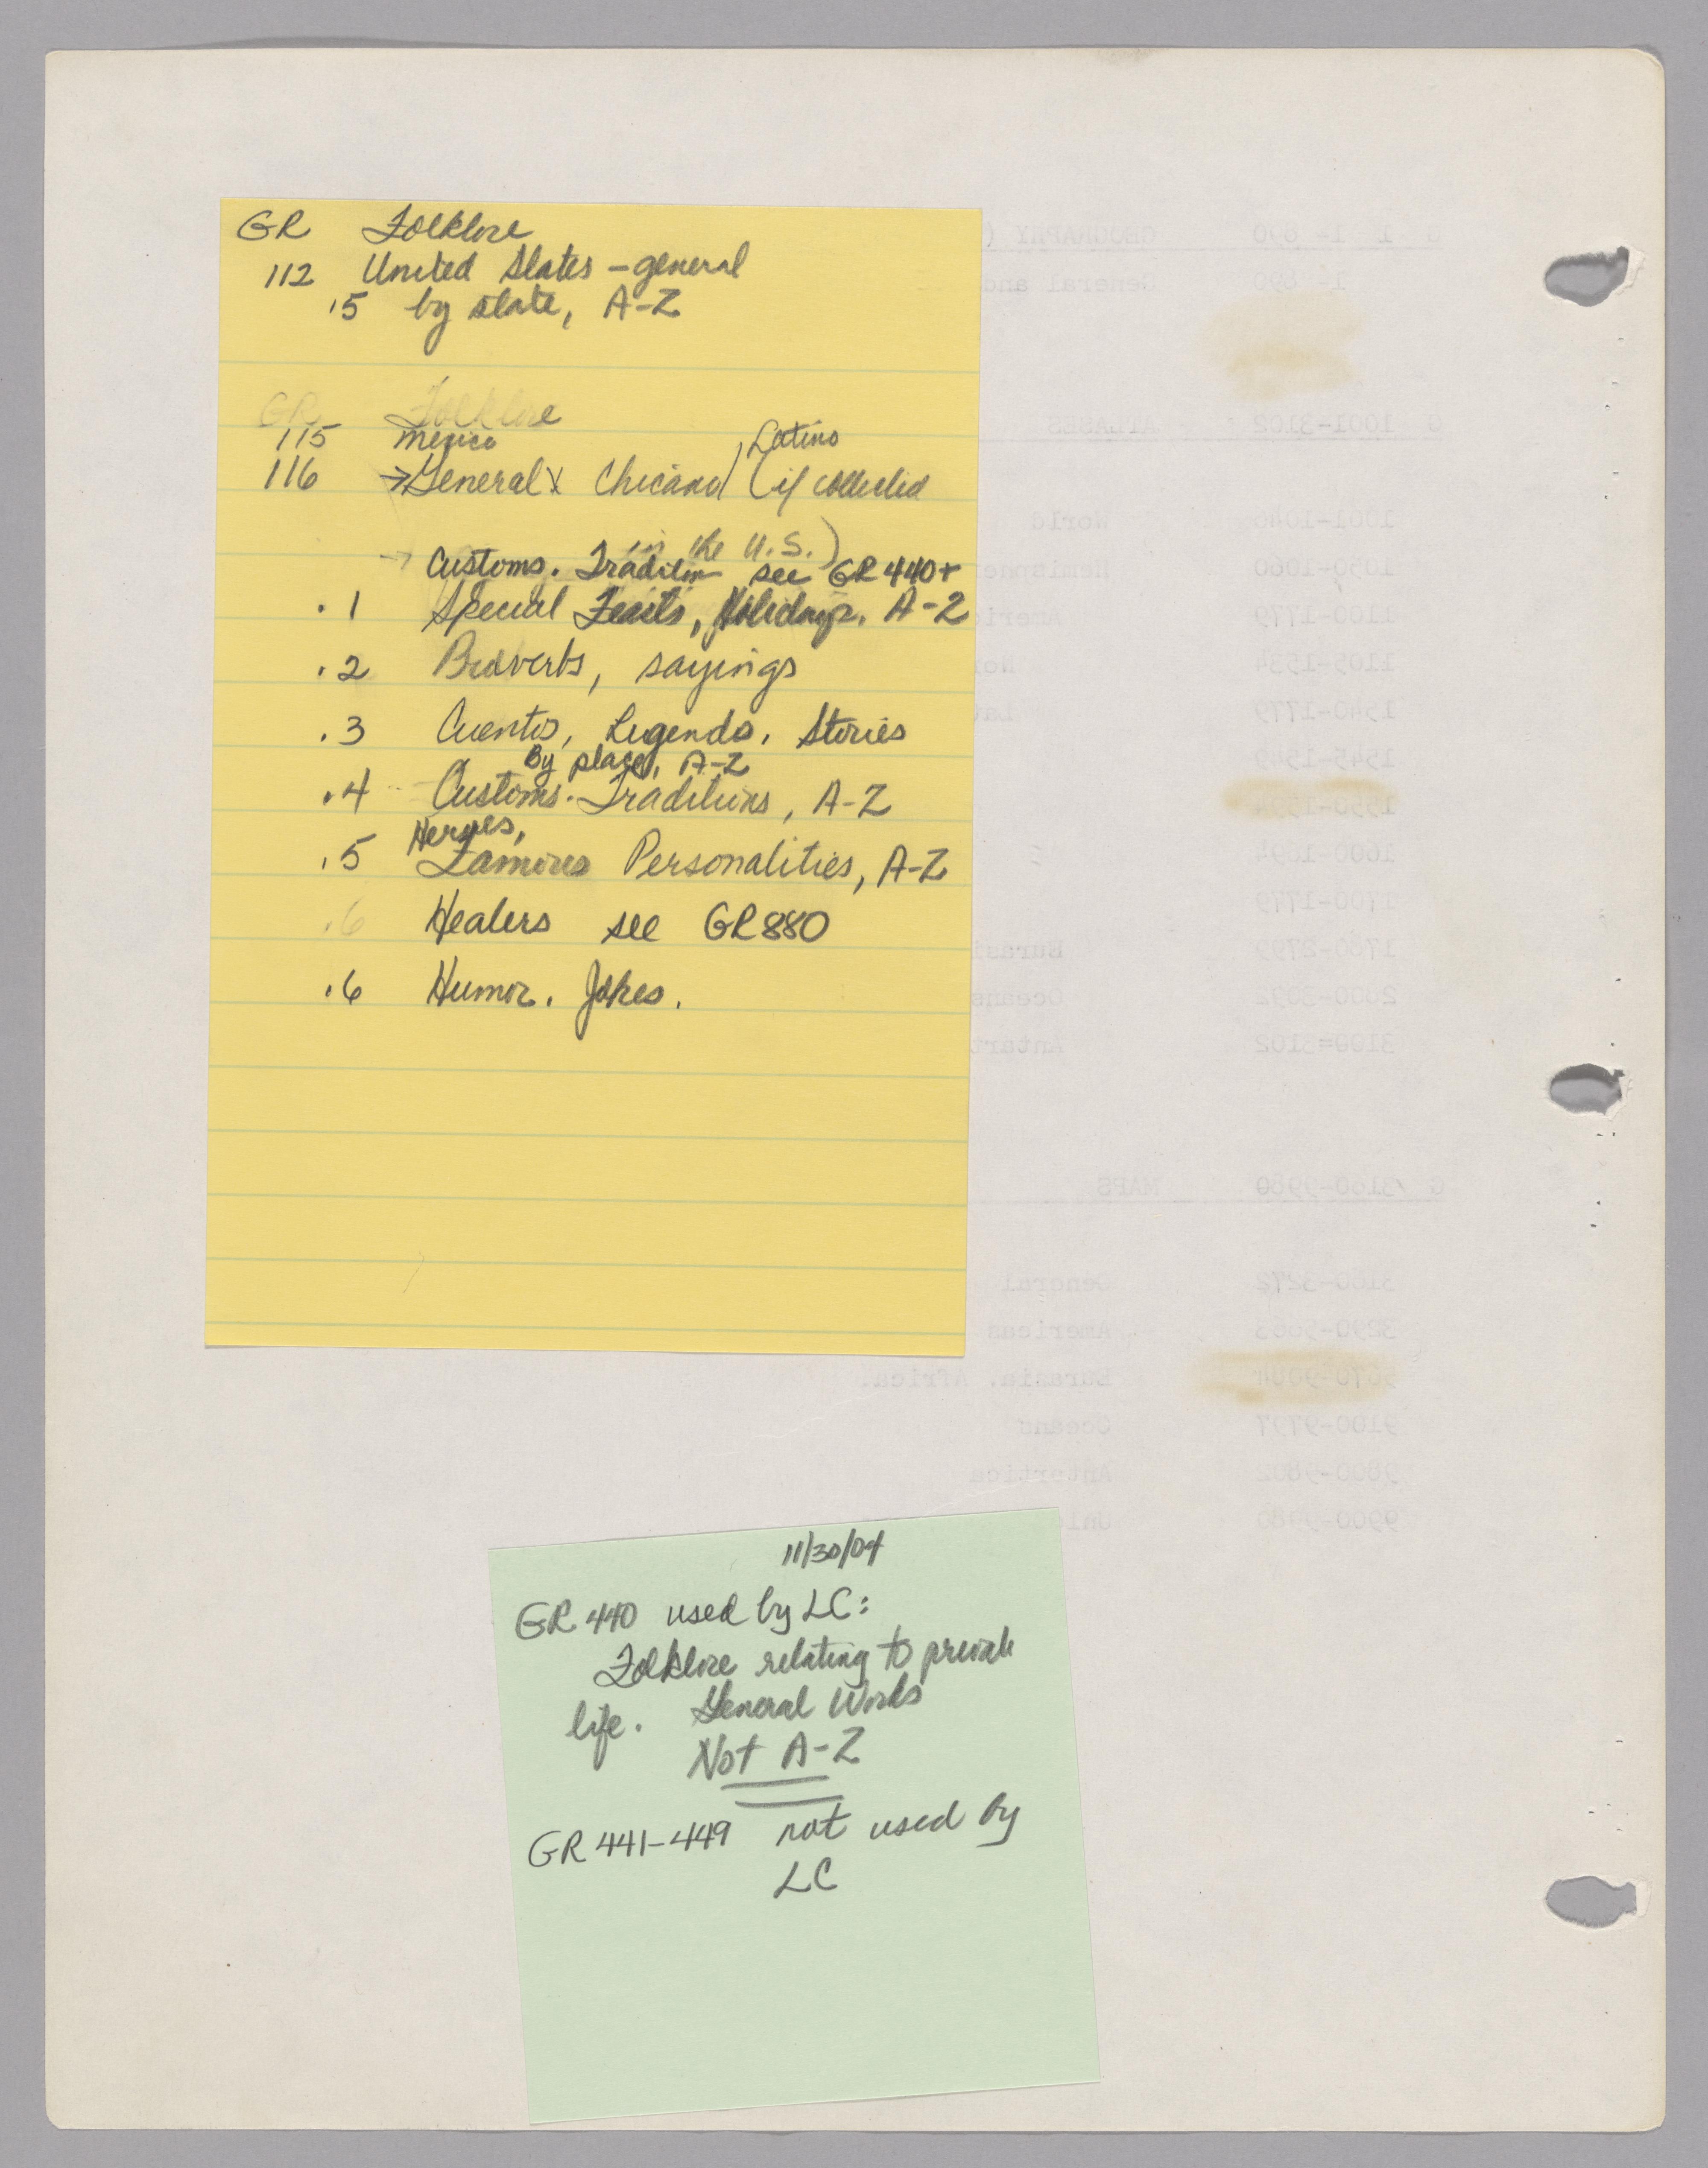 GR Folklore
112 United States - general
.5 by state, A-Z
GR Folklore
115 Mexico
, Latino
116 → General Chicano (if collected
in the U.S.)
→ Customs. Tradition see GR 440+
.1 Special Feasts, Holidays. A-Z
.2 Proverbs, sayings
.3 Cuentos, Legends, Stories
By place, A-Z
.4 Customs. Traditions, A-Z
Heroes,
.5 Famous Personalities, A-Z
.6 Healers see GR 880
.6 Humor. Jokes.
11/30/04
GR 440 used by LC:
Folklore relating to private
life. General Works
Not A-Z
GR 441-449 not used by
LC